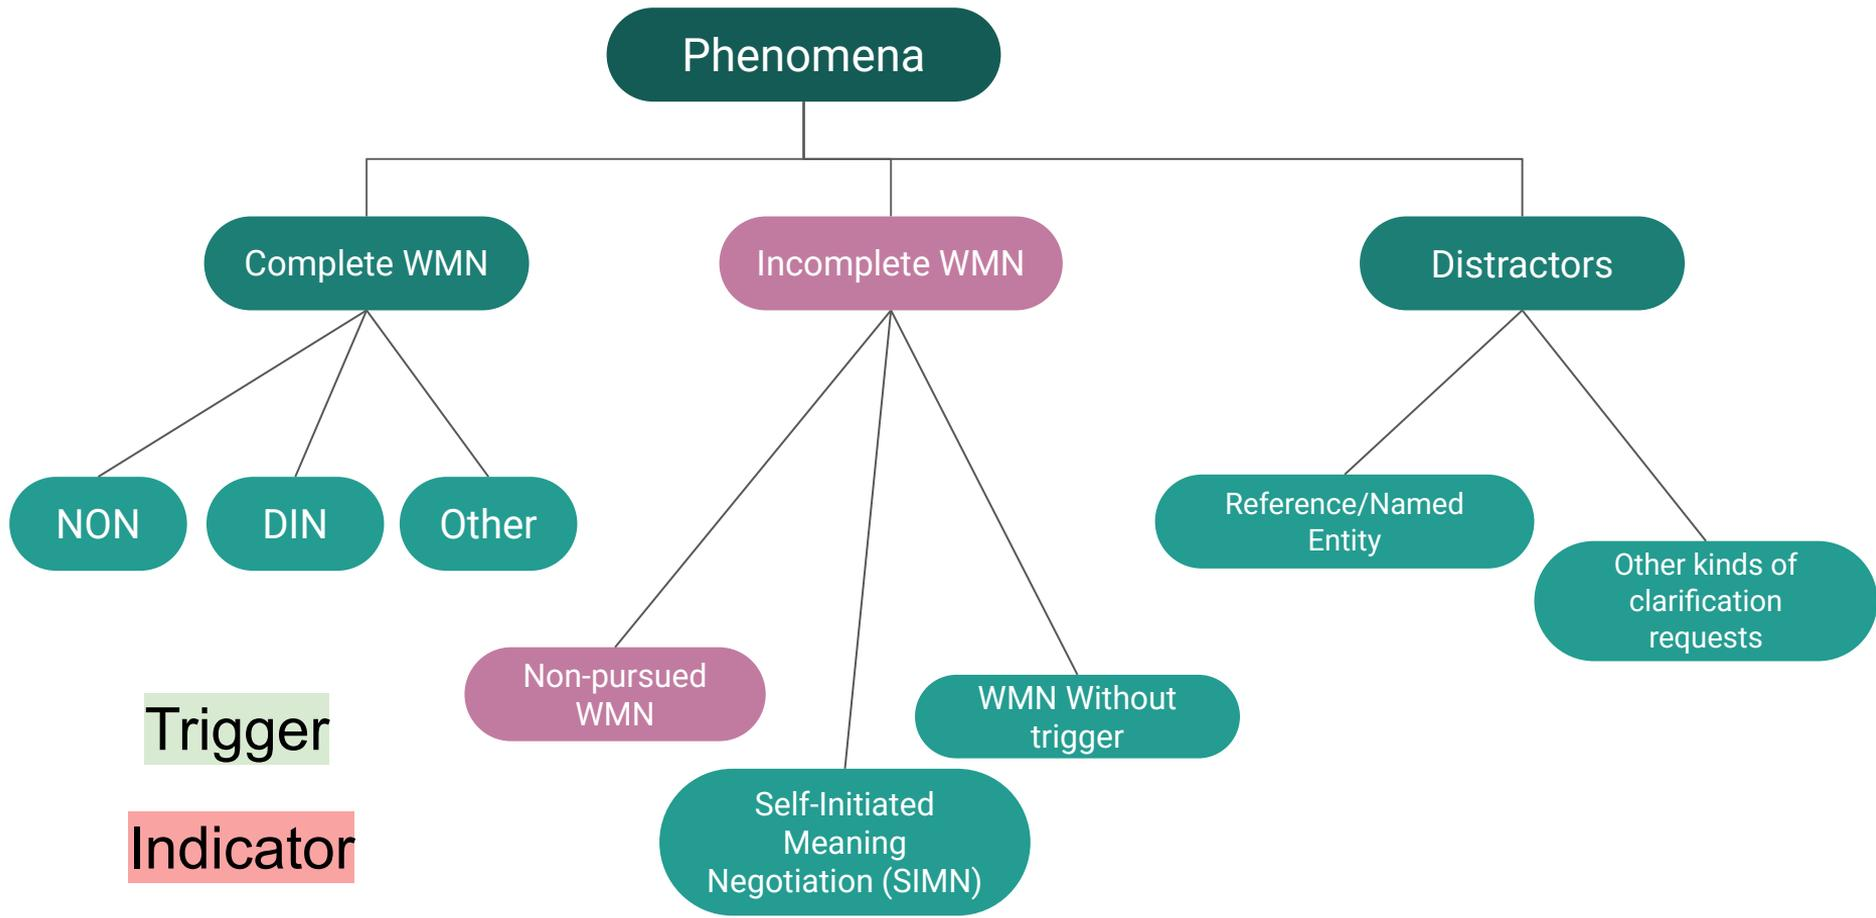 Phenomena
Complete WMN
Incomplete WMN
Distractors
NON
DIN
Other
Reference/Named
Entity
Other kinds of
clarification
requests
Non-pursued
WMN
WMN Without
trigger
Self-Initiated
Meaning
Negotiation (SIMN)
Trigger
Indicator